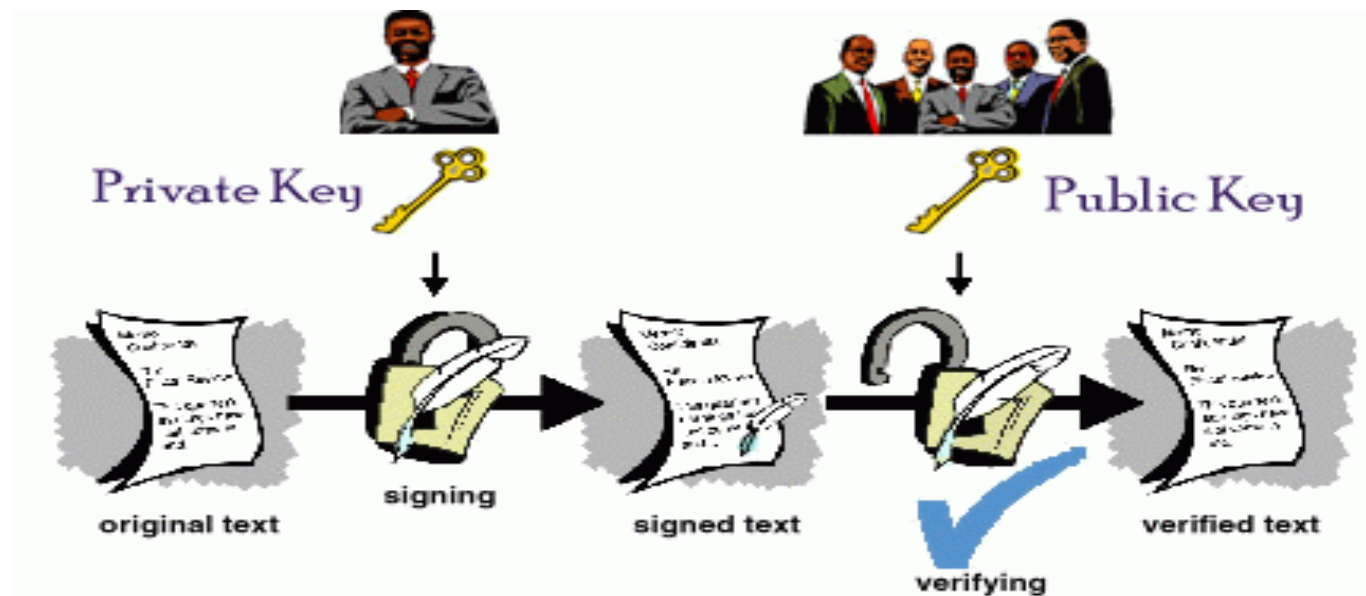 Private Key
Public Key
signing
original text
signed text
verified text
verifying